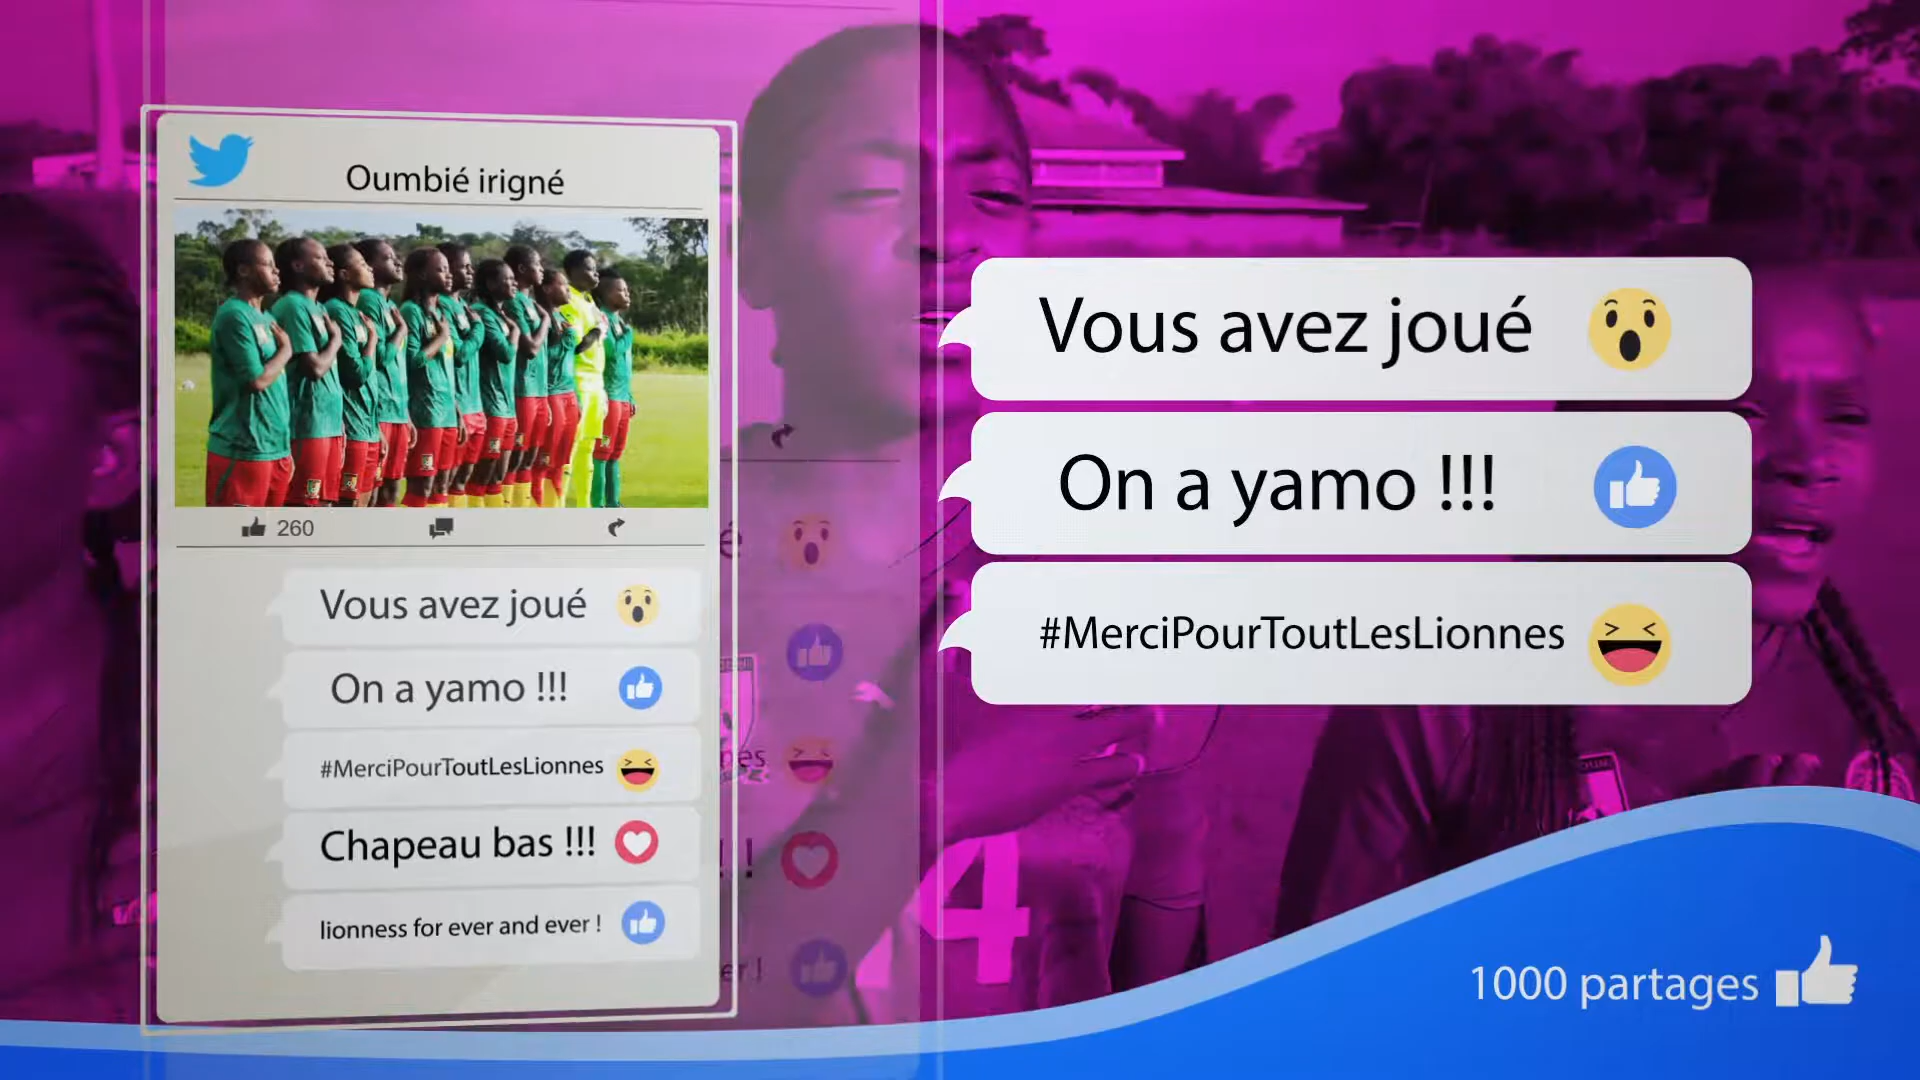 Oumbié irigné
260
Vous avez joué
On a yamo !!!
#MerciPourToutLesLionnes
Chapeau bas !!!
lionness for ever and ever !
Vous avez joué
On a yamo !!!
#MerciPourToutLesLionnes
4
1000 partages